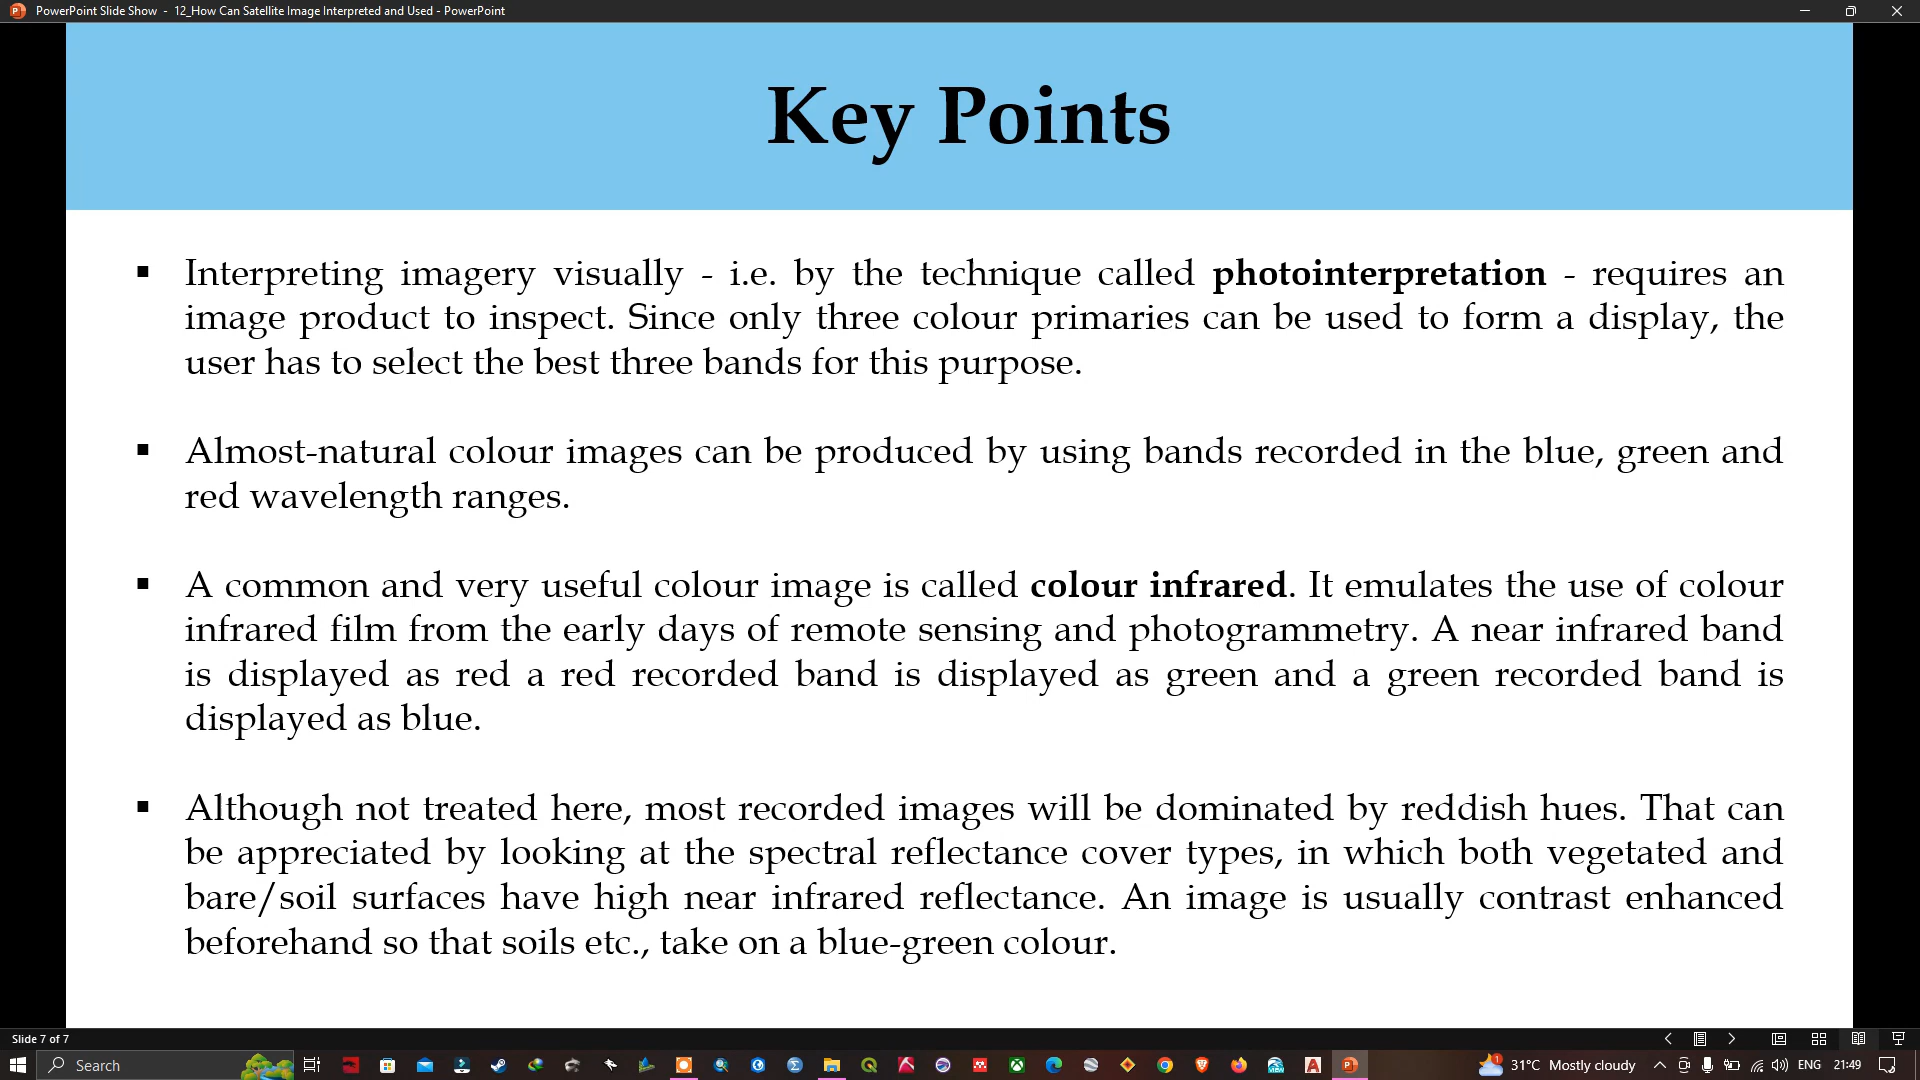 PowerPoint Slide Show - 12_How Can Satellite Image Interpreted and Used - PowerPoint
Key Points
▪ Interpreting imagery visually - i.e. by the technique called photointerpretation - requires an
image product to inspect. Since only three colour primaries can be used to form a display, the
user has to select the best three bands for this purpose.
▪ Almost-natural colour images can be produced by using bands recorded in the blue, green and
red wavelength ranges.
▪ A common and very useful colour image is called colour infrared. It emulates the use of colour
infrared film from the early days of remote sensing and photogrammetry. A near infrared band
is displayed as red a red recorded band is displayed as green and a green recorded band is
displayed as blue.
▪ Although not treated here, most recorded images will be dominated by reddish hues. That can
be appreciated by looking at the spectral reflectance cover types, in which both vegetated and
bare/soil surfaces have high near infrared reflectance. An image is usually contrast enhanced
beforehand so that soils etc., take on a blue-green colour.
Slide 7 of 7
Search
31°C Mostly cloudy
ENG
21:49